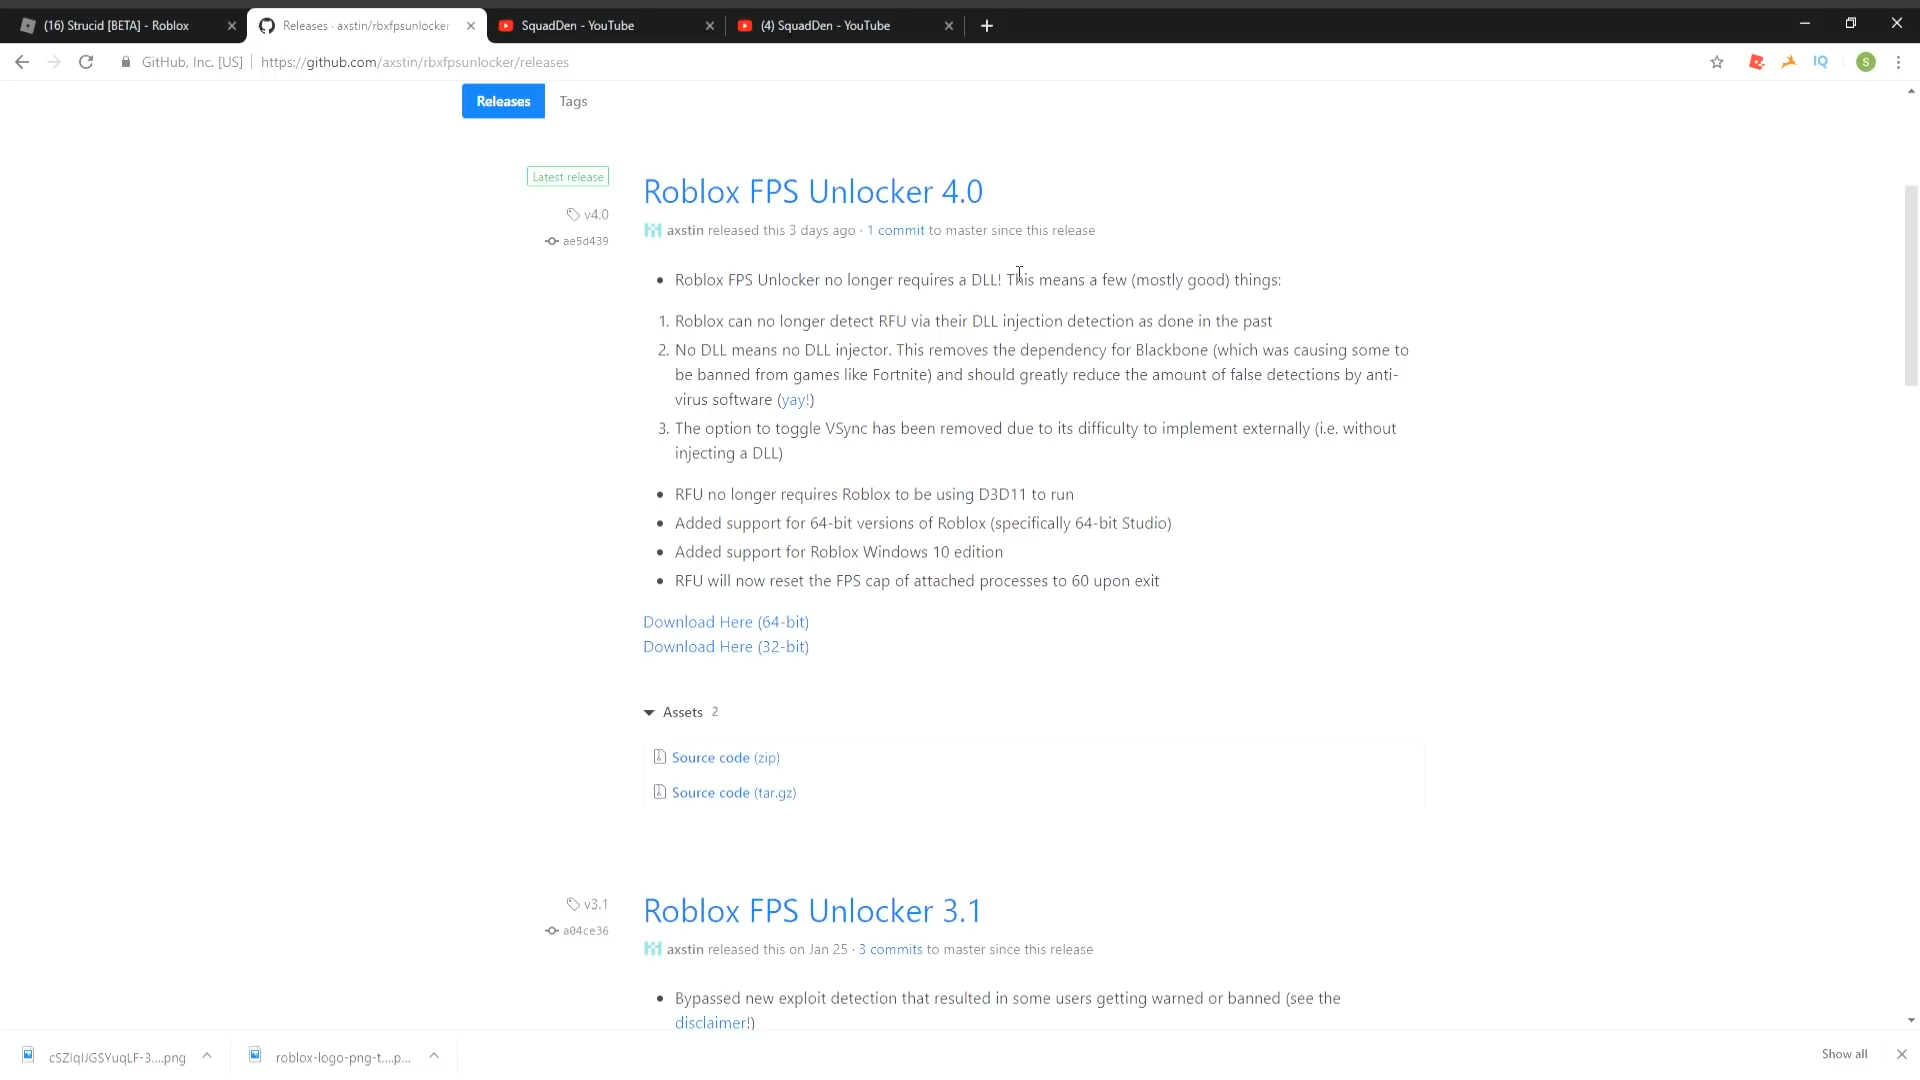 (16) Strucid [BETA] - Roblox
Releases · axstin/rbxfpsunlocker
SquadDen - YouTube
(4) SquadDen - YouTube
GitHub, Inc. [US] https://github.com/axstin/rbxfpsunlocker/releases
IQ
S
Releases Tags
Latest release
v4.0
ae5d439
Roblox FPS Unlocker 4.0
axstin released this 3 days ago · 1 commit to master since this release
Roblox FPS Unlocker no longer requires a DLL! This means a few (mostly good) things:
1. Roblox can no longer detect RFU via their DLL injection detection as done in the past
2. No DLL means no DLL injector. This removes the dependency for Blackbone (which was causing some to
be banned from games like Fortnite) and should greatly reduce the amount of false detections by anti-
virus software (yay!)
3. The option to toggle VSync has been removed due to its difficulty to implement externally (i.e. without
injecting a DLL)
RFU no longer requires Roblox to be using D3D11 to run
Added support for 64-bit versions of Roblox (specifically 64-bit Studio)
Added support for Roblox Windows 10 edition
RFU will now reset the FPS cap of attached processes to 60 upon exit
Download Here (64-bit)
Download Here (32-bit)
Assets 2
Source code (zip)
Source code (tar.gz)
v3.1
a04ce36
Roblox FPS Unlocker 3.1
axstin released this on Jan 25 · 3 commits to master since this release
Bypassed new exploit detection that resulted in some users getting warned or banned (see the
disclaimer!)
cSZIqIJGSYuqLF-3....png
roblox-logo-png-t....p...
Show all